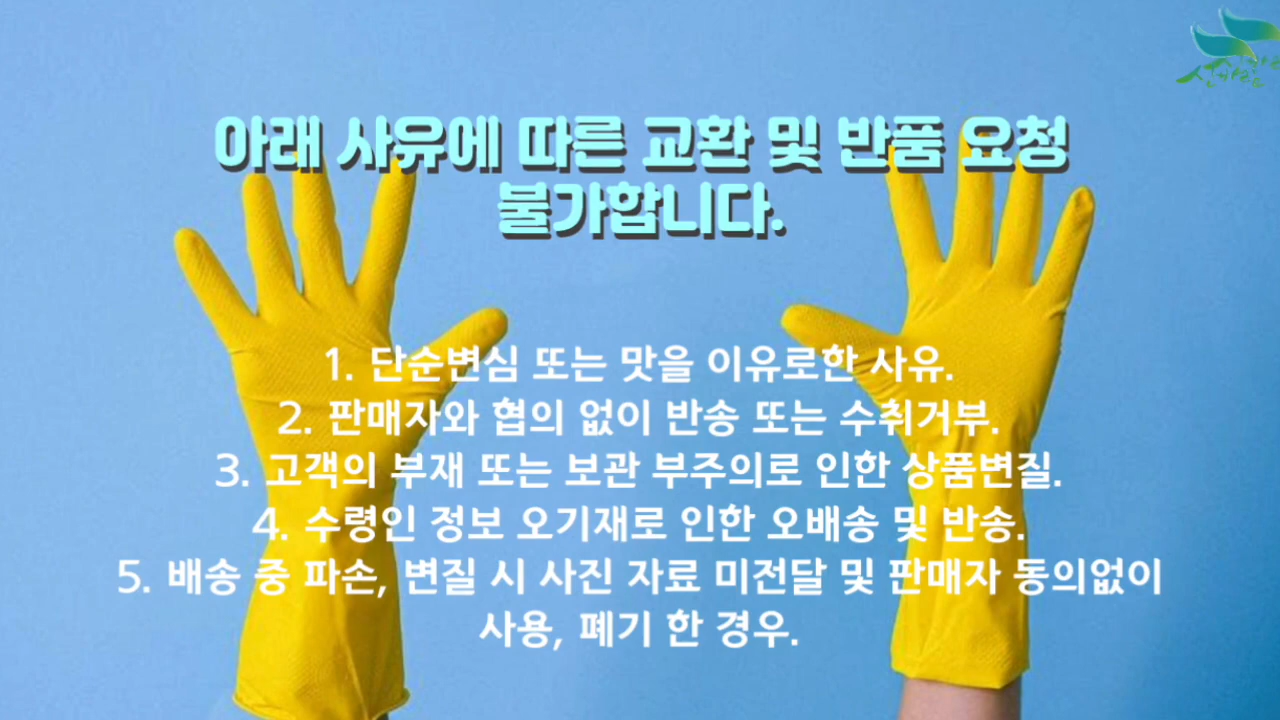 아래 사유에 따른 교환 및 반품 요청
불가합니다.
1. 단순변심 또는 맛을 이유로한 사유.
2. 판매자와 협의 없이 반송 또는 수취거부.
3. 고객의 부재 또는 보관 부주의로 인한 상품변질.
4. 수령인 정보 오기재로 인한 오배송 및 반송.
5. 배송 중 파손, 변질 시 사진 자료 미전달 및 판매자 동의없이
사용, 폐기 한 경우.